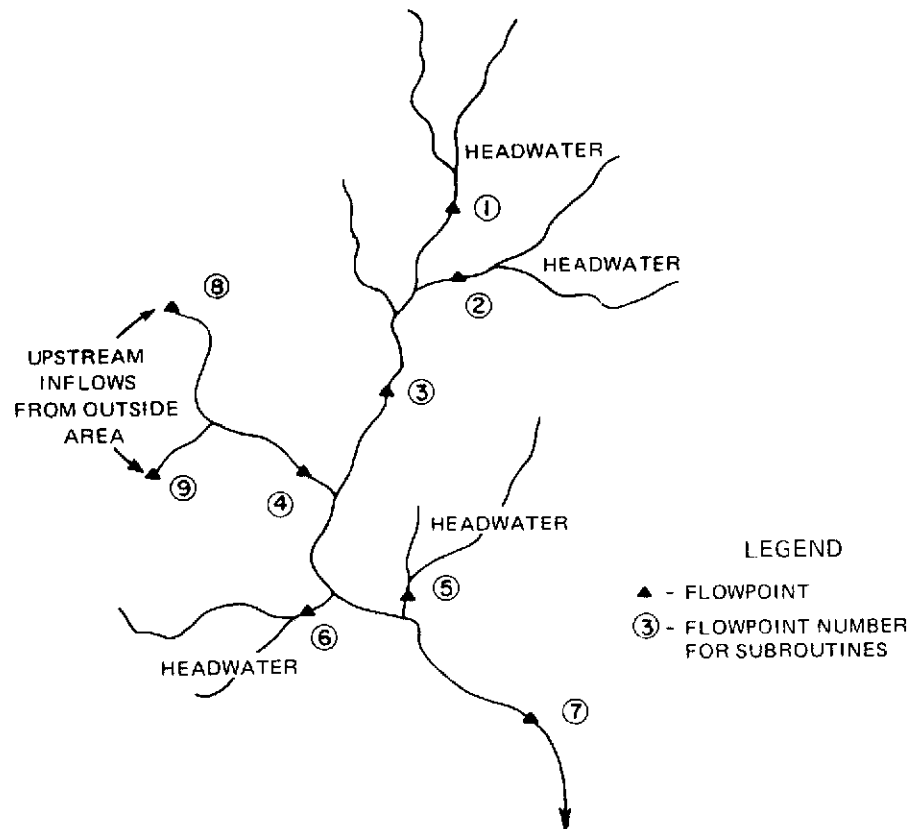 HEADWATER
①
HEADWATER
②
⑧
UPSTREAM
INFLOWS
FROM OUTSIDE
AREA
③
⑨
④
HEADWATER
⑤
⑥
HEADWATER
⑦
LEGEND
▲ - FLOWPOINT
③ - FLOWPOINT NUMBER
FOR SUBROUTINES